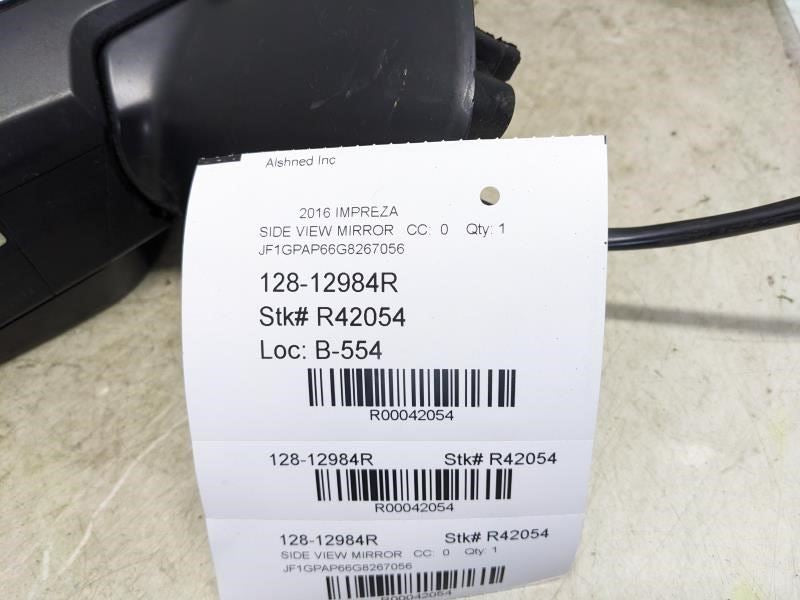 Alshned Inc
2016 IMPREZA
SIDE VIEW MIRROR CC: 0 Qty: 1
JF1GPAP66G8267056
128-12984R
Stk# R42054
Loc: B-554
R00042054
128-12984R Stk# R42054
R00042054
128-12984R Stk# R42054
SIDE VIEW MIRROR CC: 0 Qty: 1
JF1GPAP66G8267056
R00042054